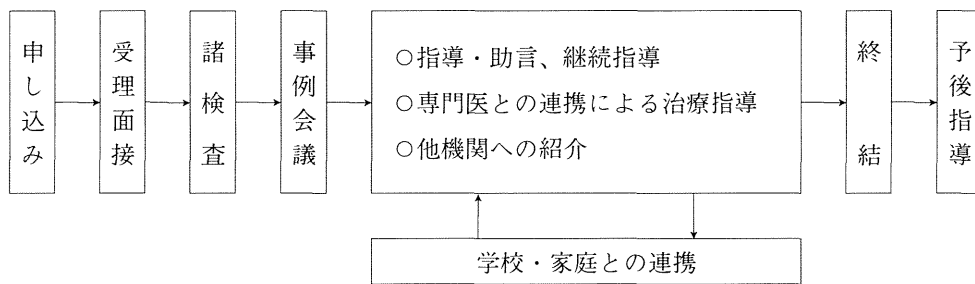 申し込み
受理面接
諸検査
事例会議
○指導・助言、継続指導
○専門医との連携による治療指導
○他機関への紹介
終結
予後指導
学校・家庭との連携